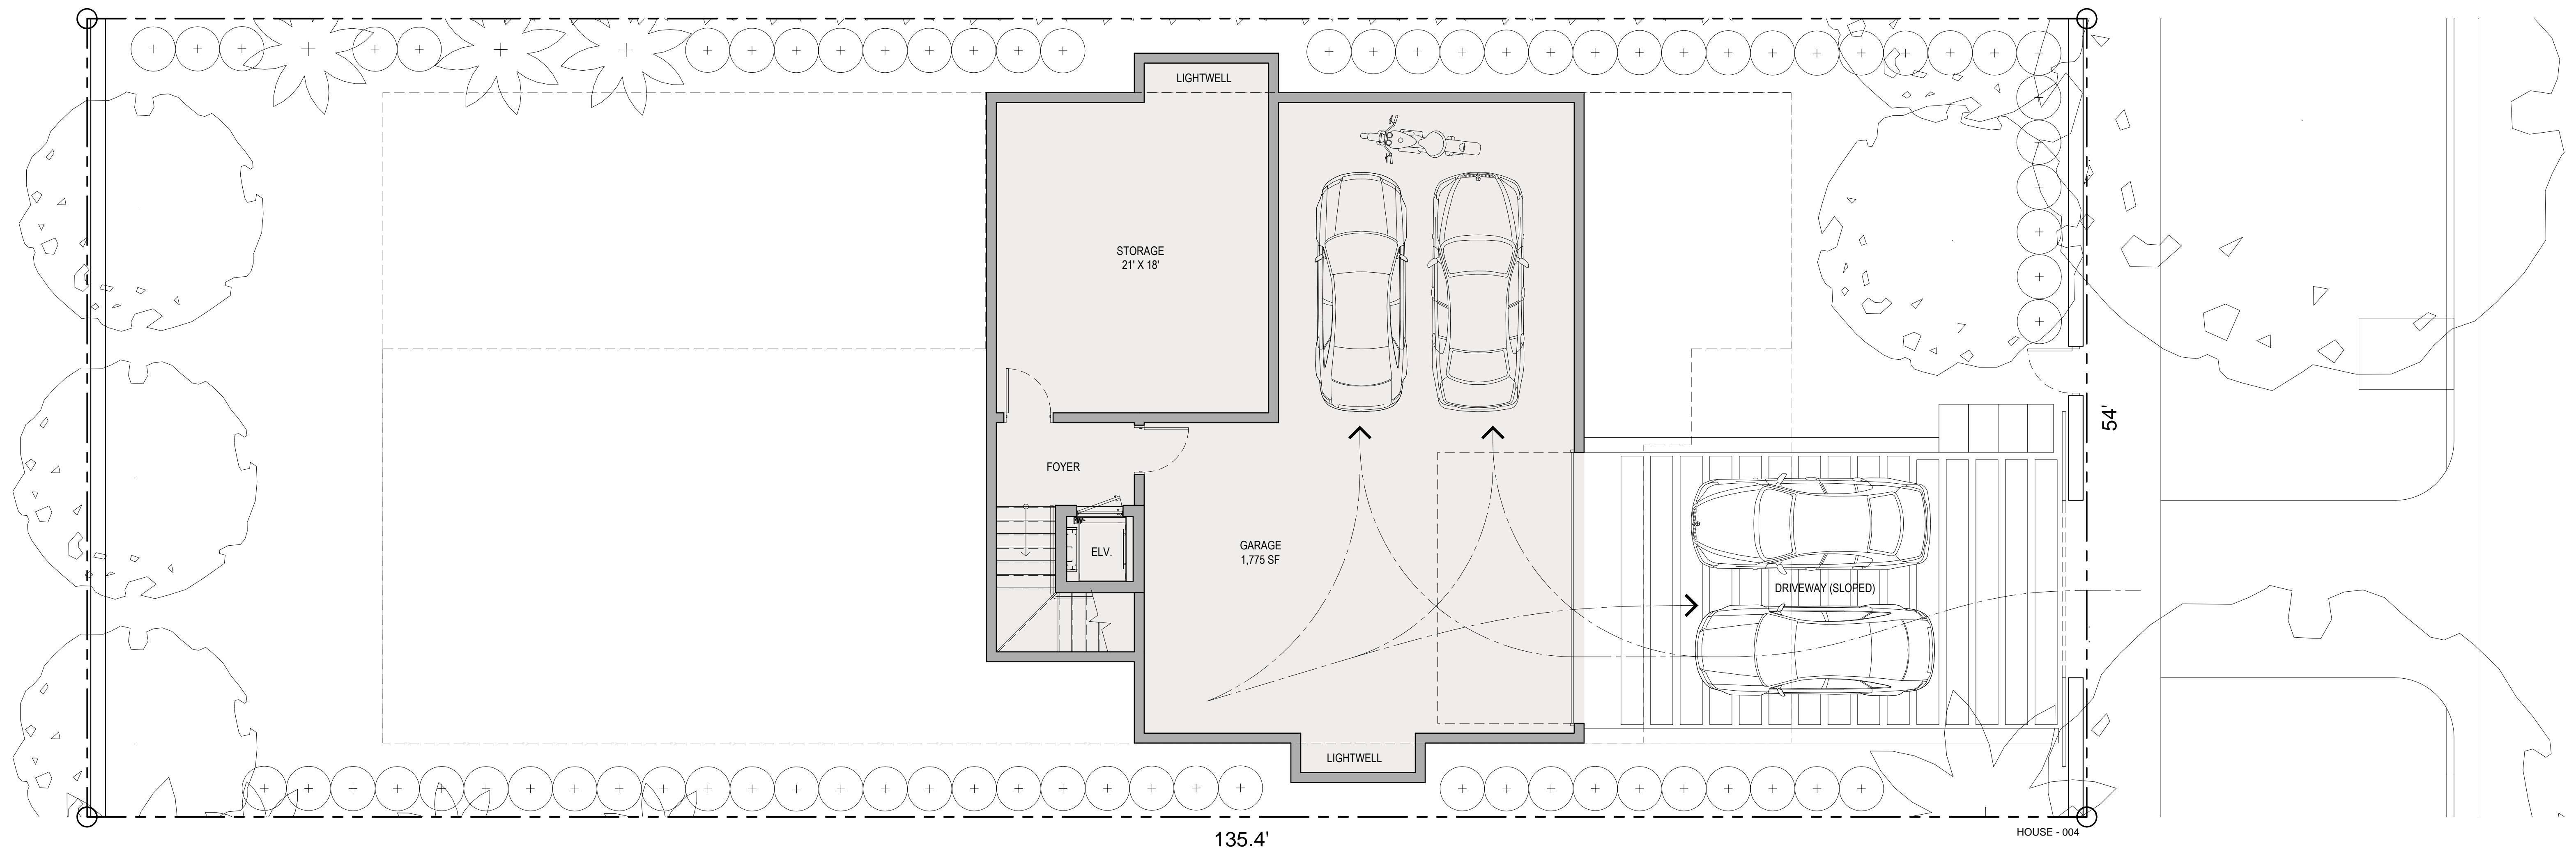 LIGHTWELL
STORAGE
21' X 18'
FOYER
ELV.
GARAGE
1,775 SF
DRIVEWAY (SLOPED)
LIGHTWELL
54'
HOUSE - 004
135.4'